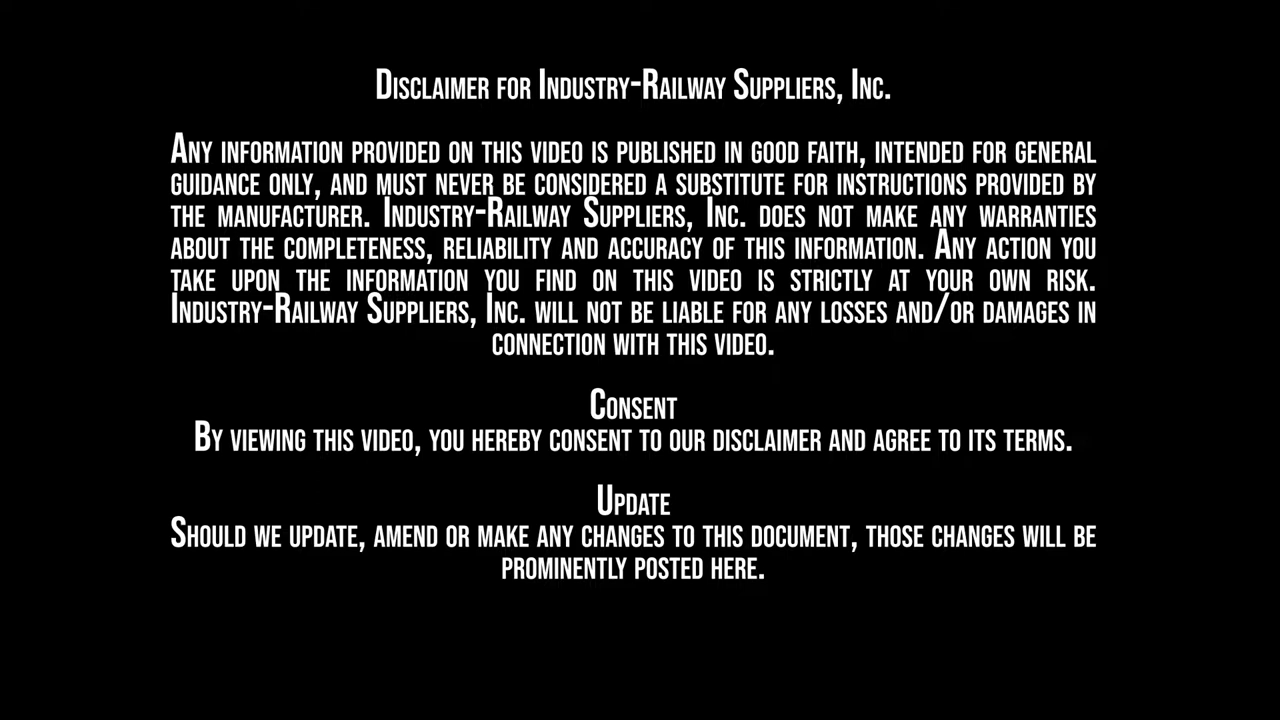 Disclaimer for Industry-Railway Suppliers, Inc.
Any information provided on this video is published in good faith, intended for general
guidance only, and must never be considered a substitute for instructions provided by
the manufacturer. Industry-Railway Suppliers, Inc. does not make any warranties
about the completeness, reliability and accuracy of this information. Any action you
take upon the information you find on this video is strictly at your own risk.
Industry-Railway Suppliers, Inc. will not be liable for any losses and/or damages in
connection with this video.
Consent
By viewing this video, you hereby consent to our disclaimer and agree to its terms.
Update
Should we update, amend or make any changes to this document, those changes will be
prominently posted here.